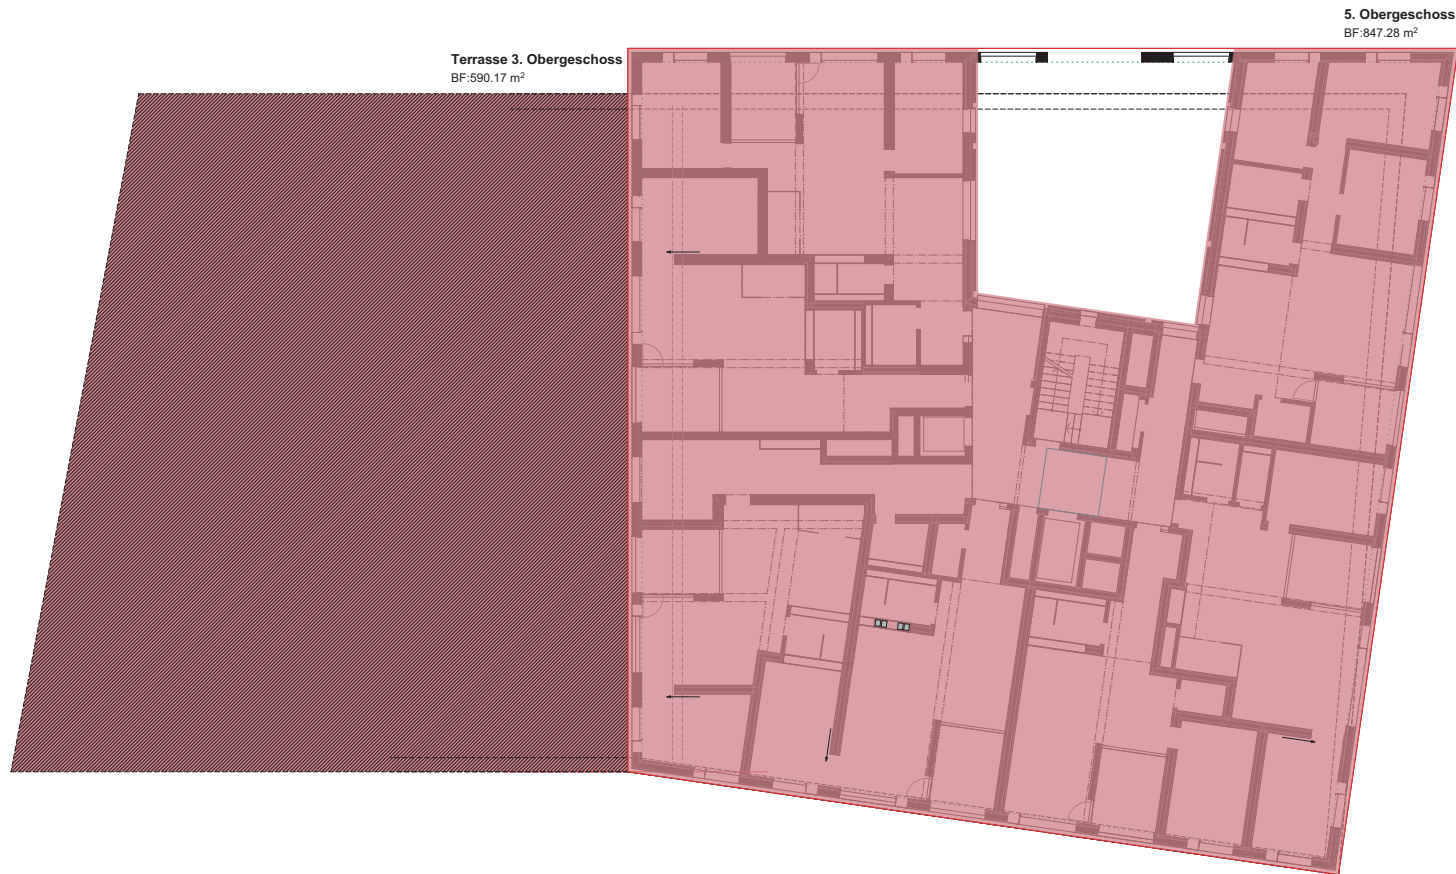 5. Obergeschoss
BF:847.28 m²
Terrasse 3. Obergeschoss
BF:590.17 m²